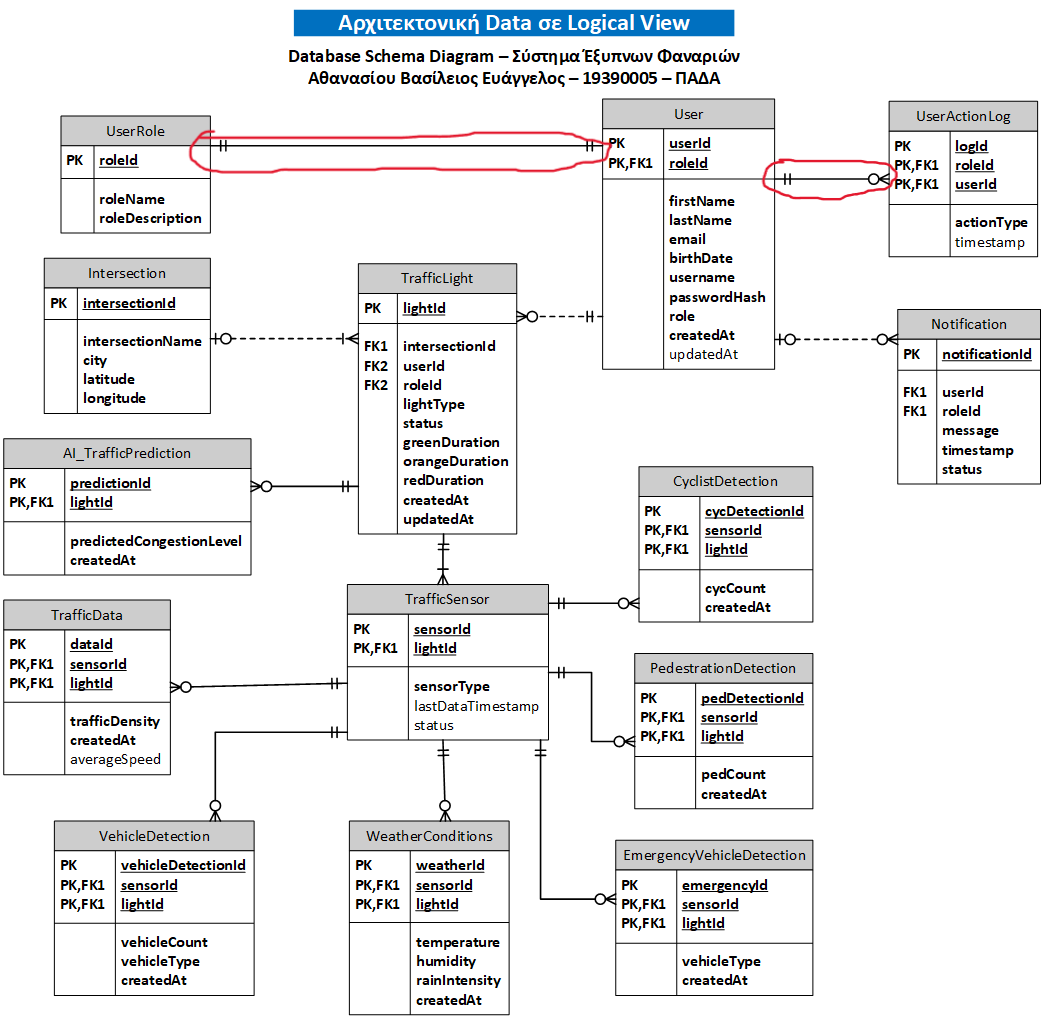 Αρχιτεκτονική Data σε Logical View
Database Schema Diagram – Σύστημα Έξυπνων Φαναριών
Αθανασίου Βασίλειος Ευάγγελος – 19390005 – ΠΑΔΑ
UserRole
PK roleId
roleName
roleDescription
User
PK userId
PK,FK1 roleId
firstName
lastName
email
birthDate
username
passwordHash
role
createdAt
updatedAt
UserActionLog
PK logId
PK,FK1 roleId
PK,FK1 userId
actionType
timestamp
Intersection
PK intersectionId
intersectionName
city
latitude
longitude
TrafficLight
PK lightId
FK1 intersectionId
FK2 userId
FK2 roleId
lightType
status
greenDuration
orangeDuration
redDuration
createdAt
updatedAt
Notification
PK notificationId
FK1 userId
FK1 roleId
message
timestamp
status
AI_TrafficPrediction
PK predictionId
PK,FK1 lightId
predictedCongestionLevel
createdAt
CyclistDetection
PK cycDetectionId
PK,FK1 sensorId
PK,FK1 lightId
cycCount
createdAt
TrafficData
PK dataId
PK,FK1 sensorId
PK,FK1 lightId
trafficDensity
createdAt
averageSpeed
TrafficSensor
PK sensorId
PK,FK1 lightId
sensorType
lastDataTimestamp
status
PedestrationDetection
PK pedDetectionId
PK,FK1 sensorId
PK,FK1 lightId
pedCount
createdAt
VehicleDetection
PK vehicleDetectionId
PK,FK1 sensorId
PK,FK1 lightId
vehicleCount
vehicleType
createdAt
WeatherConditions
PK weatherId
PK,FK1 sensorId
PK,FK1 lightId
temperature
humidity
rainIntensity
createdAt
EmergencyVehicleDetection
PK emergencyId
PK,FK1 sensorId
PK,FK1 lightId
vehicleType
createdAt